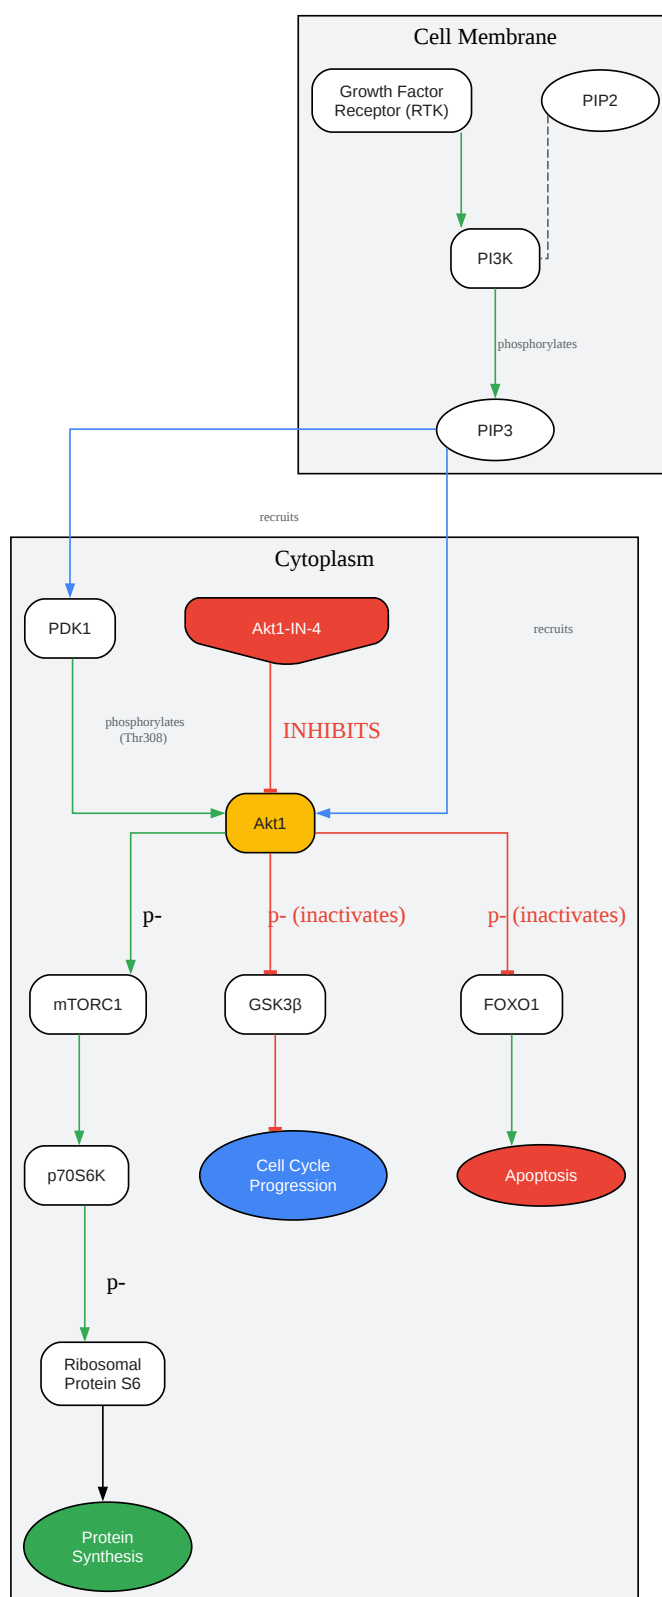 Cell Membrane
Growth Factor
Receptor (RTK)
PIP2
PI3K
phosphorylates
PIP3
recruits
Cytoplasm
PDK1
Akt1-IN-4
recruits
phosphorylates
(Thr308)
INHIBITS
Akt1
p-
p- (inactivates)
p- (inactivates)
mTORC1
GSK3β
FOXO1
p70S6K
Cell Cycle
Progression
Apoptosis
p-
Ribosomal
Protein S6
Protein
Synthesis